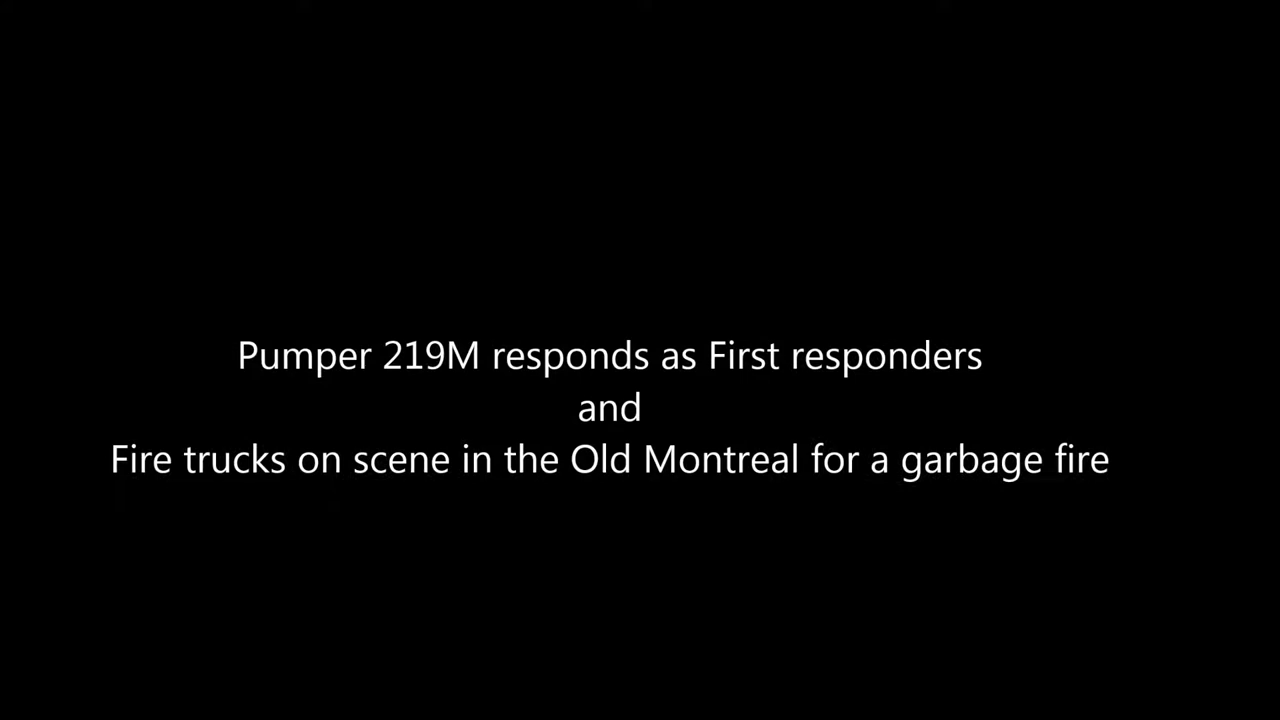 Pumper 219M responds as First responders
and
Fire trucks on scene in the Old Montreal for a garbage fire